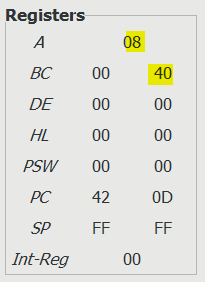 Registers
A 08
BC 00 40
DE 00 00
HL 00 00
PSW 00 00
PC 42 0D
SP FF FF
Int-Reg 00